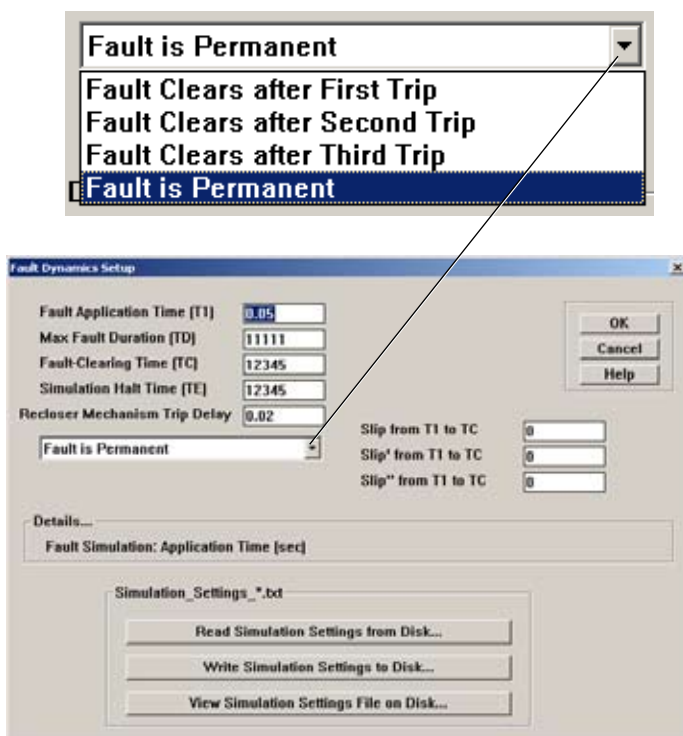 Fault is Permanent
Fault Clears after First Trip
Fault Clears after Second Trip
Fault Clears after Third Trip
Fault is Permanent
Fault Dynamics Setup
Fault Application Time (T1) 0.05
Max Fault Duration (TD) 11111
Fault-Clearing Time (TC) 12345
Simulation Halt Time (TE) 12345
Recloser Mechanism Trip Delay 0.02
Fault is Permanent
OK
Cancel
Help
Slip from T1 to TC 0
Slip' from T1 to TC 0
Slip'' from T1 to TC 0
Details...
Fault Simulation: Application Time (sec)
Simulation_Settings_*.txt
Read Simulation Settings from Disk...
Write Simulation Settings to Disk...
View Simulation Settings File on Disk...